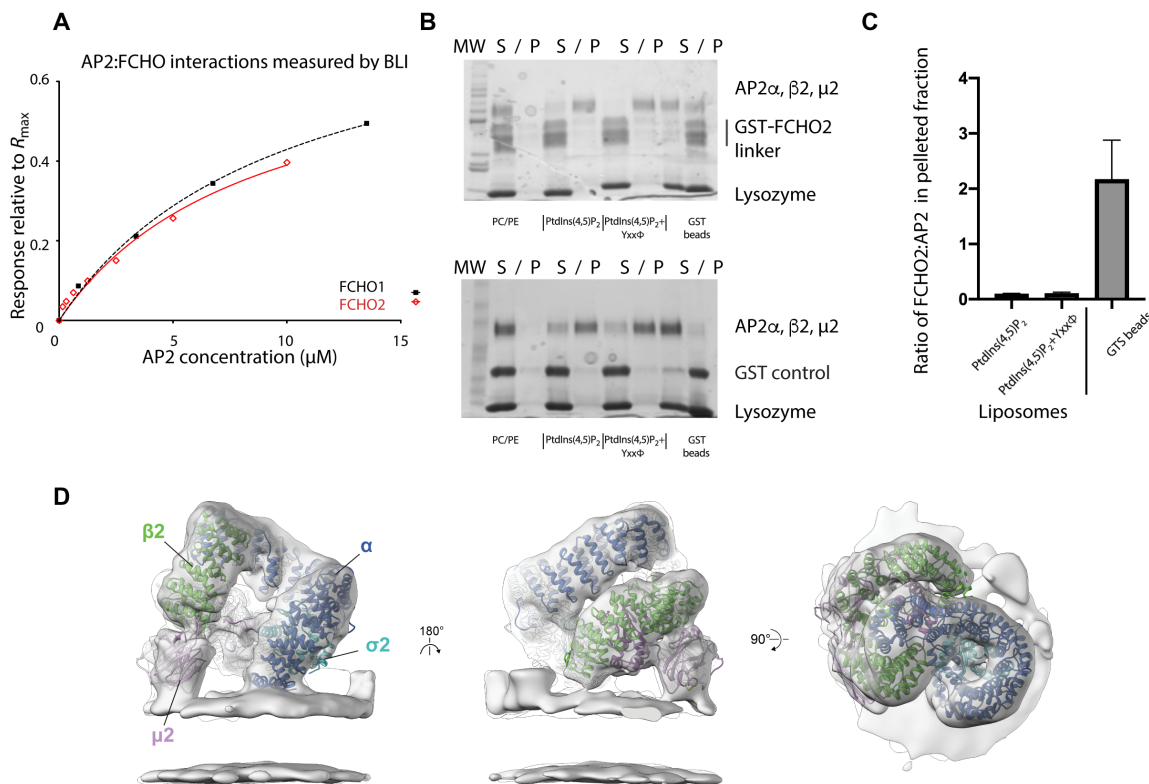 A
AP2:FCHO interactions measured by BLI
Response relative to Rmax
0.6
0.4
0.2
0
0
5
10
15
FCHO1
FCHO2
AP2 concentration (μM)
B
MW S / P S / P S / P S / P
AP2α, β2, μ2
GST-FCHO2
linker
Lysozyme
PC/PE |PtdIns(4,5)P2|PtdIns(4,5)P2+| GST
YxxΦ beads
MW S / P S / P S / P S / P
AP2α, β2, μ2
GST control
Lysozyme
PC/PE |PtdIns(4,5)P2|PtdIns(4,5)P2+| GST
YxxΦ beads
C
Ratio of FCHO2:AP2 in pelleted fraction
4
3
2
1
0
PtdIns(4,5)P2
PtdIns(4,5)P2+YxxΦ
GTS beads
Liposomes
D
β2
α
σ2
μ2
180°
90°